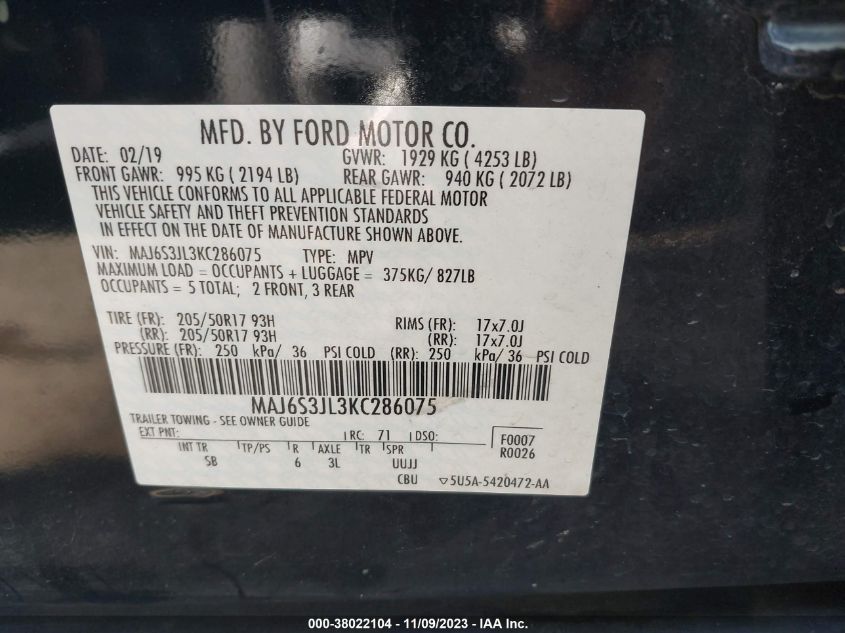 MFD. BY FORD MOTOR CO.
DATE: 02/19 GVWR: 1929 KG ( 4253 LB)
FRONT GAWR: 995 KG ( 2194 LB) REAR GAWR: 940 KG ( 2072 LB)
THIS VEHICLE CONFORMS TO ALL APPLICABLE FEDERAL MOTOR
VEHICLE SAFETY AND THEFT PREVENTION STANDARDS
IN EFFECT ON THE DATE OF MANUFACTURE SHOWN ABOVE.
VIN: MAJ6S3JL3KC286075 TYPE: MPV
MAXIMUM LOAD = OCCUPANTS + LUGGAGE = 375KG/ 827LB
OCCUPANTS = 5 TOTAL; 2 FRONT, 3 REAR
TIRE (FR): 205/50R17 93H RIMS (FR): 17x7.0J
(RR): 205/50R17 93H (RR): 17x7.0J
PRESSURE (FR): 250 kPa/ 36 PSI COLD (RR): 250 kPa/ 36 PSI COLD
MAJ6S3JL3KC286075
TRAILER TOWING - SEE OWNER GUIDE
EXT PNT: RC: 71 DSO: F0007
R0026
INT TR TP/PS R AXLE TR SPR
SB 6 3L UUJJ
CBU ▽5U5A-5420472-AA
000-38022104 - 11/09/2023 - IAA Inc.